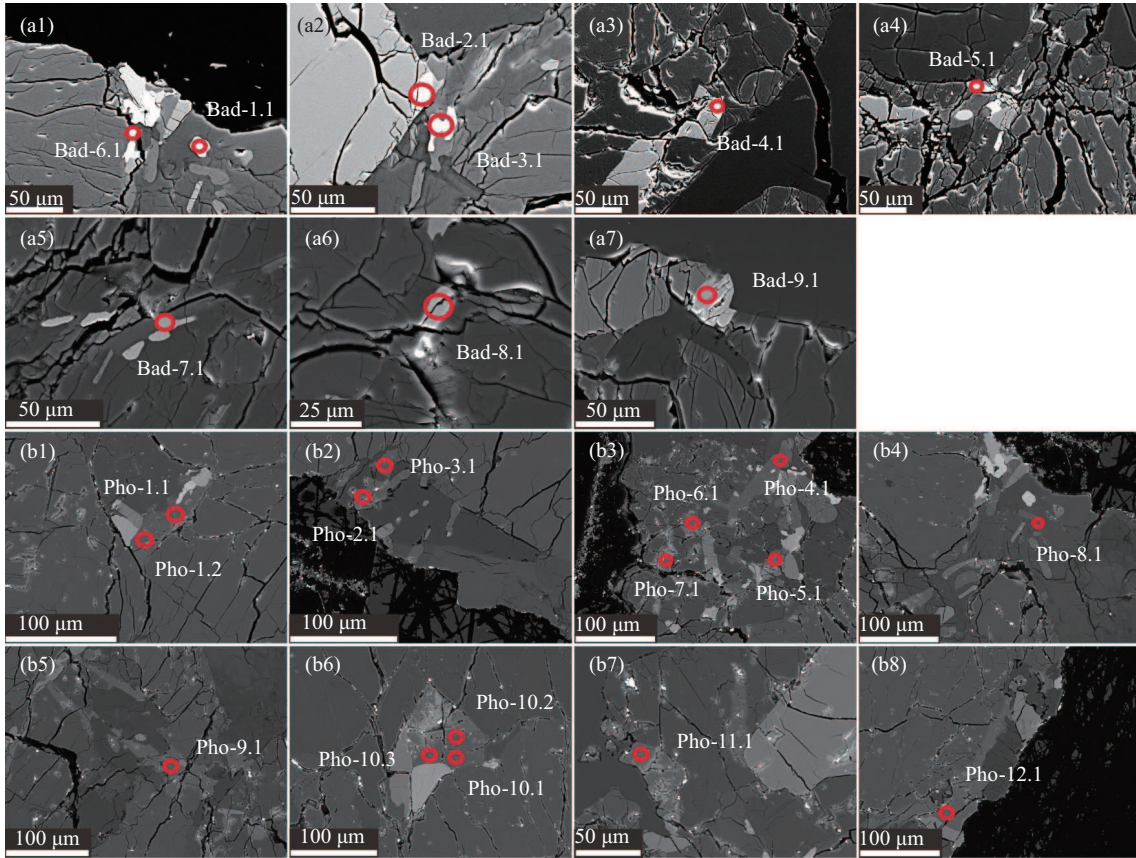 (a1)
Bad-1.1
Bad-6.1
50 μm
(a2)
Bad-2.1
Bad-3.1
50 μm
(a3)
Bad-4.1
50 μm
(a4)
Bad-5.1
50 μm
(a5)
Bad-7.1
50 μm
(a6)
Bad-8.1
25 μm
(a7)
Bad-9.1
50 μm
(b1)
Pho-1.1
Pho-1.2
100 μm
(b2)
Pho-3.1
Pho-2.1
100 μm
(b3)
Pho-6.1
Pho-4.1
Pho-7.1
Pho-5.1
100 μm
(b4)
Pho-8.1
100 μm
(b5)
Pho-9.1
100 μm
(b6)
Pho-10.2
Pho-10.3
Pho-10.1
100 μm
(b7)
Pho-11.1
50 μm
(b8)
Pho-12.1
100 μm